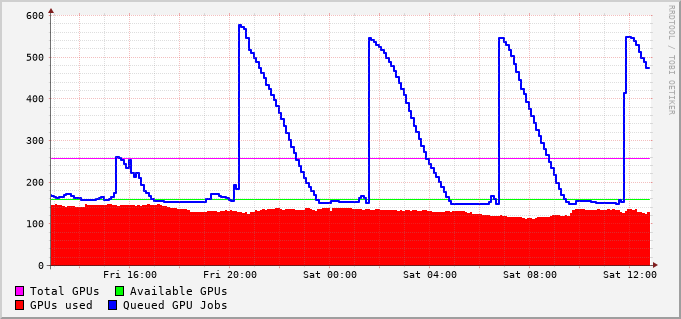 600
500
400
300
200
100
0
Fri 16:00 Fri 20:00 Sat 00:00 Sat 04:00 Sat 08:00 Sat 12:00
Total GPUs Available GPUs
GPUs used Queued GPU Jobs
RRDTOOL / TOBI OETIKER